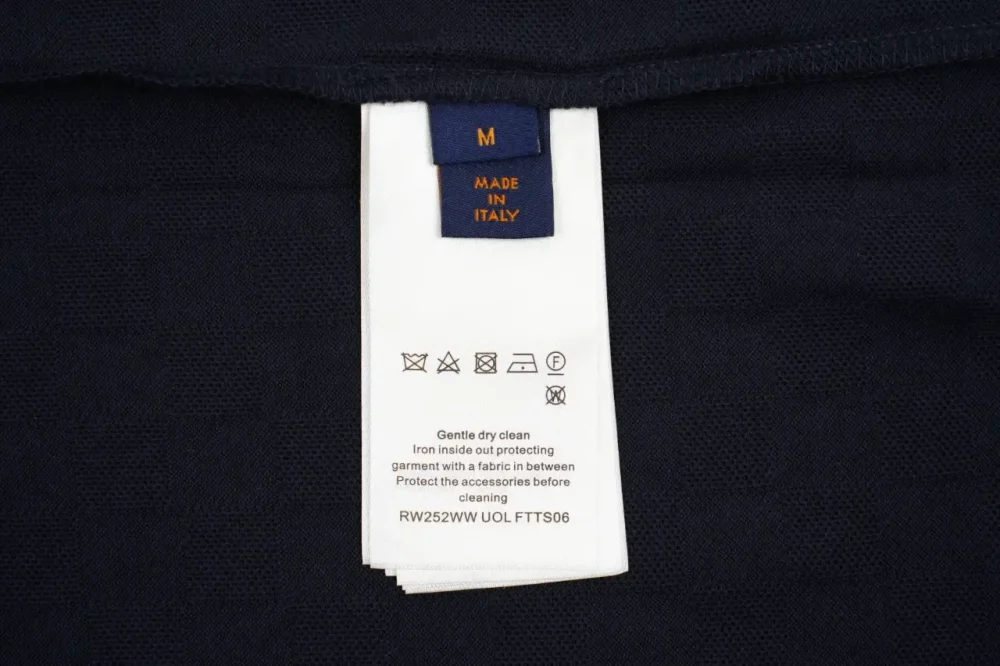 M
MADE
IN
ITALY
F
W
Gentle dry clean
Iron inside out protecting
garment with a fabric in between
Protect the accessories before
cleaning
RW252WW UOL FTTS06